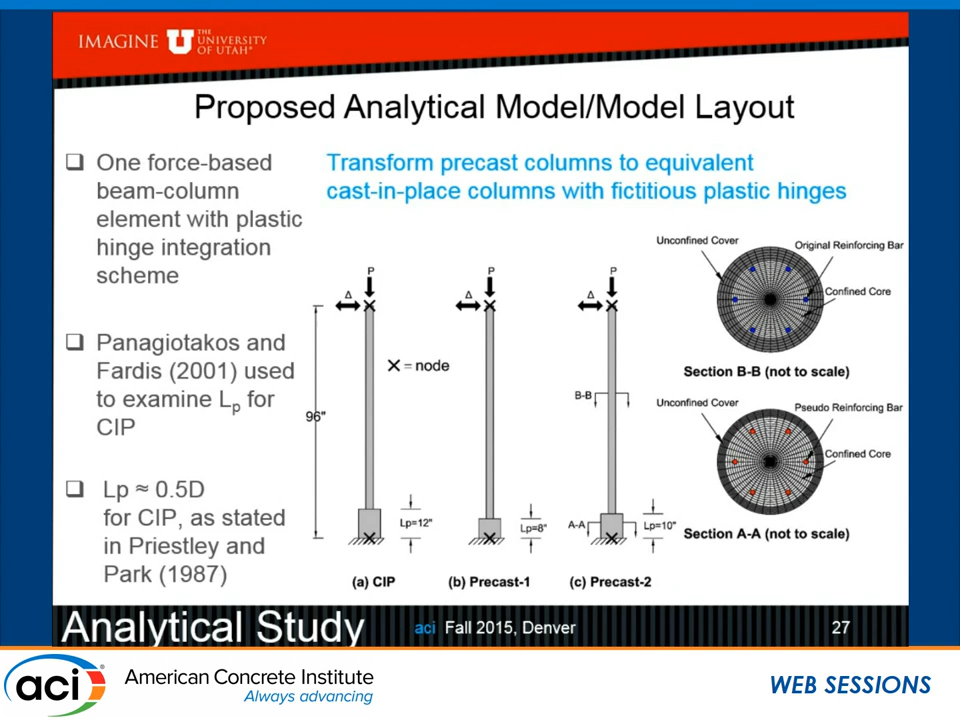 IMAGINE U THE UNIVERSITY OF UTAH®
Proposed Analytical Model/Model Layout
❑ One force-based
beam-column
element with plastic
hinge integration
scheme
❑ Panagiotakos and
Fardis (2001) used
to examine Lp for
CIP
❑ Lp ≈ 0.5D
for CIP, as stated
in Priestley and
Park (1987)
Transform precast columns to equivalent
cast-in-place columns with fictitious plastic hinges
P
Δ
96"
X = node
Lp=12"
(a) CIP
P
Δ
Lp=8"
(b) Precast-1
P
Δ
B-B
A-A
Lp=10"
(c) Precast-2
Unconfined Cover
Original Reinforcing Bar
Confined Core
Section B-B (not to scale)
Unconfined Cover
Pseudo Reinforcing Bar
Confined Core
Section A-A (not to scale)
Analytical Study
aci Fall 2015, Denver
27
aci®
American Concrete Institute
Always advancing
WEB SESSIONS